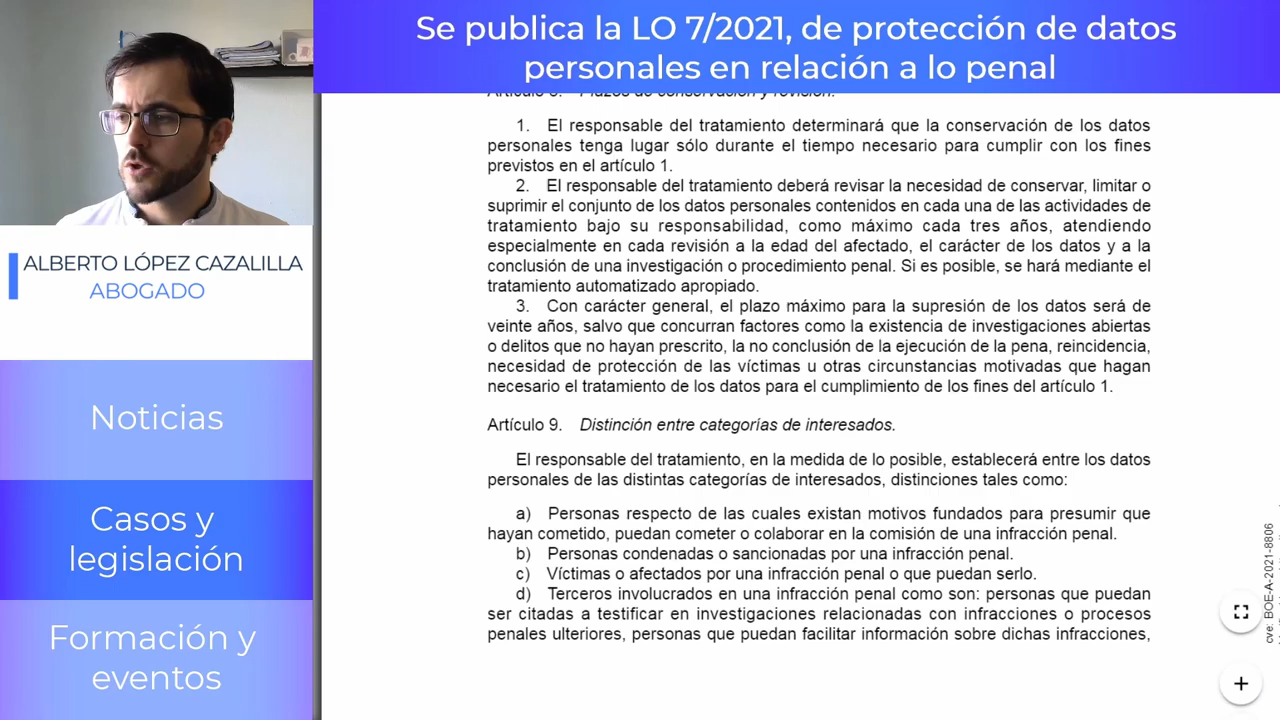 Se publica la LO 7/2021, de protección de datos
personales en relación a lo penal
ALBERTO LÓPEZ CAZALILLA
ABOGADO
Noticias
Casos y
legislación
Formación y
eventos
Plazos de conservación y revisión.
1. El responsable del tratamiento determinará que la conservación de los datos
personales tenga lugar sólo durante el tiempo necesario para cumplir con los fines
previstos en el artículo 1.
2. El responsable del tratamiento deberá revisar la necesidad de conservar, limitar o
suprimir el conjunto de los datos personales contenidos en cada una de las actividades de
tratamiento bajo su responsabilidad, como máximo cada tres años, atendiendo
especialmente en cada revisión a la edad del afectado, el carácter de los datos y a la
conclusión de una investigación o procedimiento penal. Si es posible, se hará mediante el
tratamiento automatizado apropiado.
3. Con carácter general, el plazo máximo para la supresión de los datos será de
veinte años, salvo que concurran factores como la existencia de investigaciones abiertas
o delitos que no hayan prescrito, la no conclusión de la ejecución de la pena, reincidencia,
necesidad de protección de las víctimas u otras circunstancias motivadas que hagan
necesario el tratamiento de los datos para el cumplimiento de los fines del artículo 1.
Artículo 9. Distinción entre categorías de interesados.
El responsable del tratamiento, en la medida de lo posible, establecerá entre los datos
personales de las distintas categorías de interesados, distinciones tales como:
a) Personas respecto de las cuales existan motivos fundados para presumir que
hayan cometido, puedan cometer o colaborar en la comisión de una infracción penal.
b) Personas condenadas o sancionadas por una infracción penal.
c) Víctimas o afectados por una infracción penal o que puedan serlo.
d) Terceros involucrados en una infracción penal como son: personas que puedan
ser citadas a testificar en investigaciones relacionadas con infracciones o procesos
penales ulteriores, personas que puedan facilitar información sobre dichas infracciones,
cve: BOE-A-2021-8806